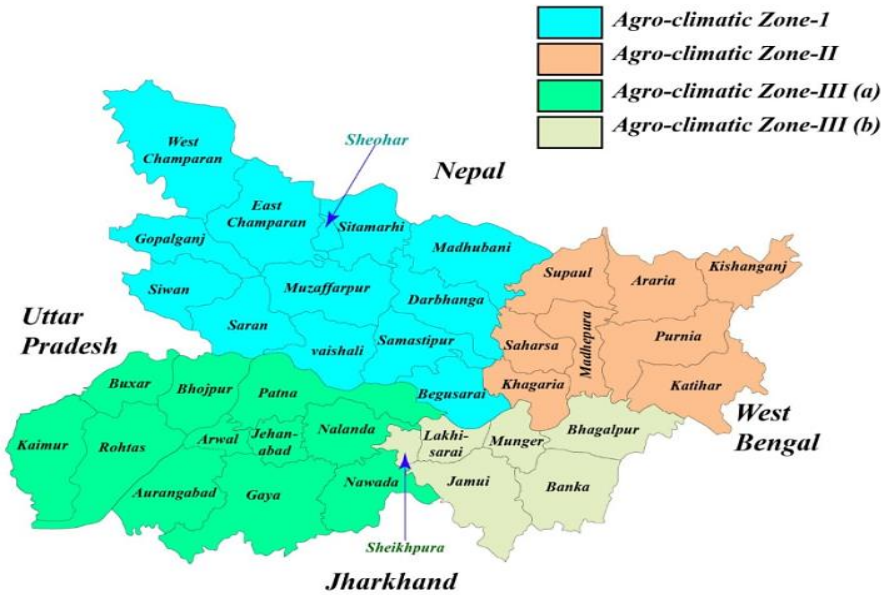 Agro-climatic Zone-1
Agro-climatic Zone-II
Agro-climatic Zone-III (a)
Agro-climatic Zone-III (b)
West
Champaran
Sheohar
Nepal
East
Champaran
Sitamarhi
Gopalganj
Madhubani
Siwan
Muzaffarpur
Darbhanga
Supaul
Araria
Kishanganj
Uttar
Pradesh
Saran
vaishali
Samastipur
Saharsa
Madhepura
Purnia
Buxar
Bhojpur
Patna
Begusarai
Khagaria
Katihar
West
Bengal
Kaimur
Rohtas
Arwal
Jehan-
abad
Nalanda
Lakhi-
sarai
Munger
Bhagalpur
Aurangabad
Gaya
Nawada
Jamui
Banka
Sheikhpura
Jharkhand